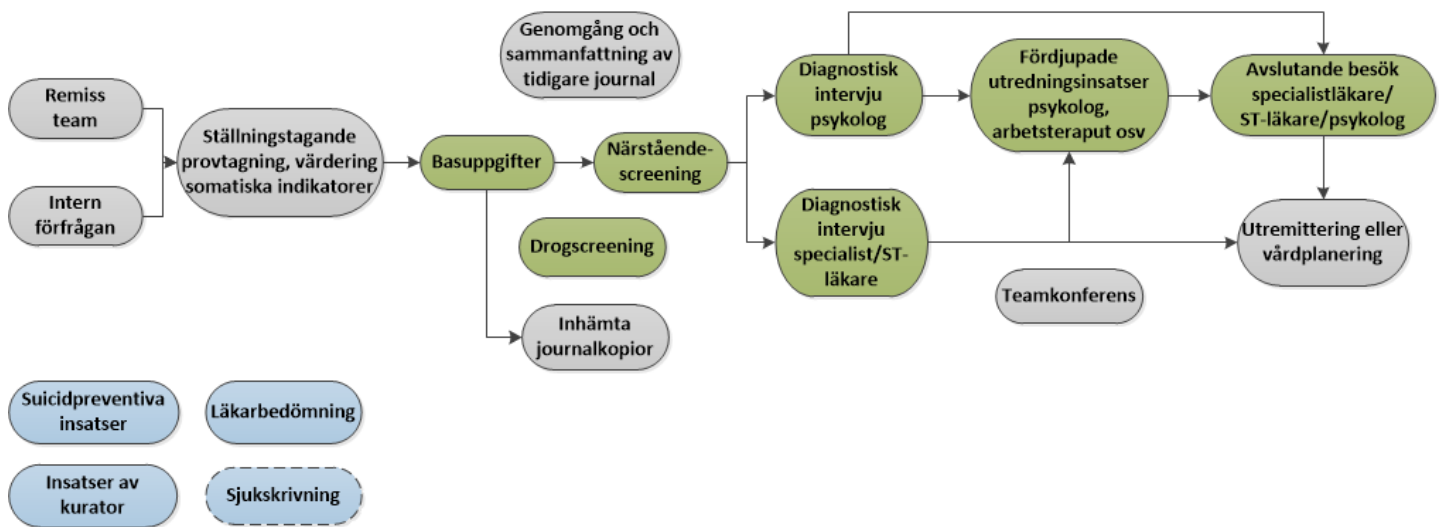 Genomgång och
sammanfattning av
tidigare journal
Remiss
team
Intern
förfrågan
Ställningstagande
provtagning, värdering
somatiska indikatorer
Basuppgifter
Närstående-
screening
Drogscreening
Inhämta
journalkopior
Diagnostisk
intervju
psykolog
Diagnostisk
intervju
specialist/ST-
läkare
Fördjupade
utredningsinsatser
psykolog,
arbetsteraput osv
Teamkonferens
Avslutande besök
specialistläkare/
ST-läkare/psykolog
Utremittering eller
vårdplanering
Suicidpreventiva
insatser
Läkarbedömning
Insatser av
kurator
Sjukskrivning